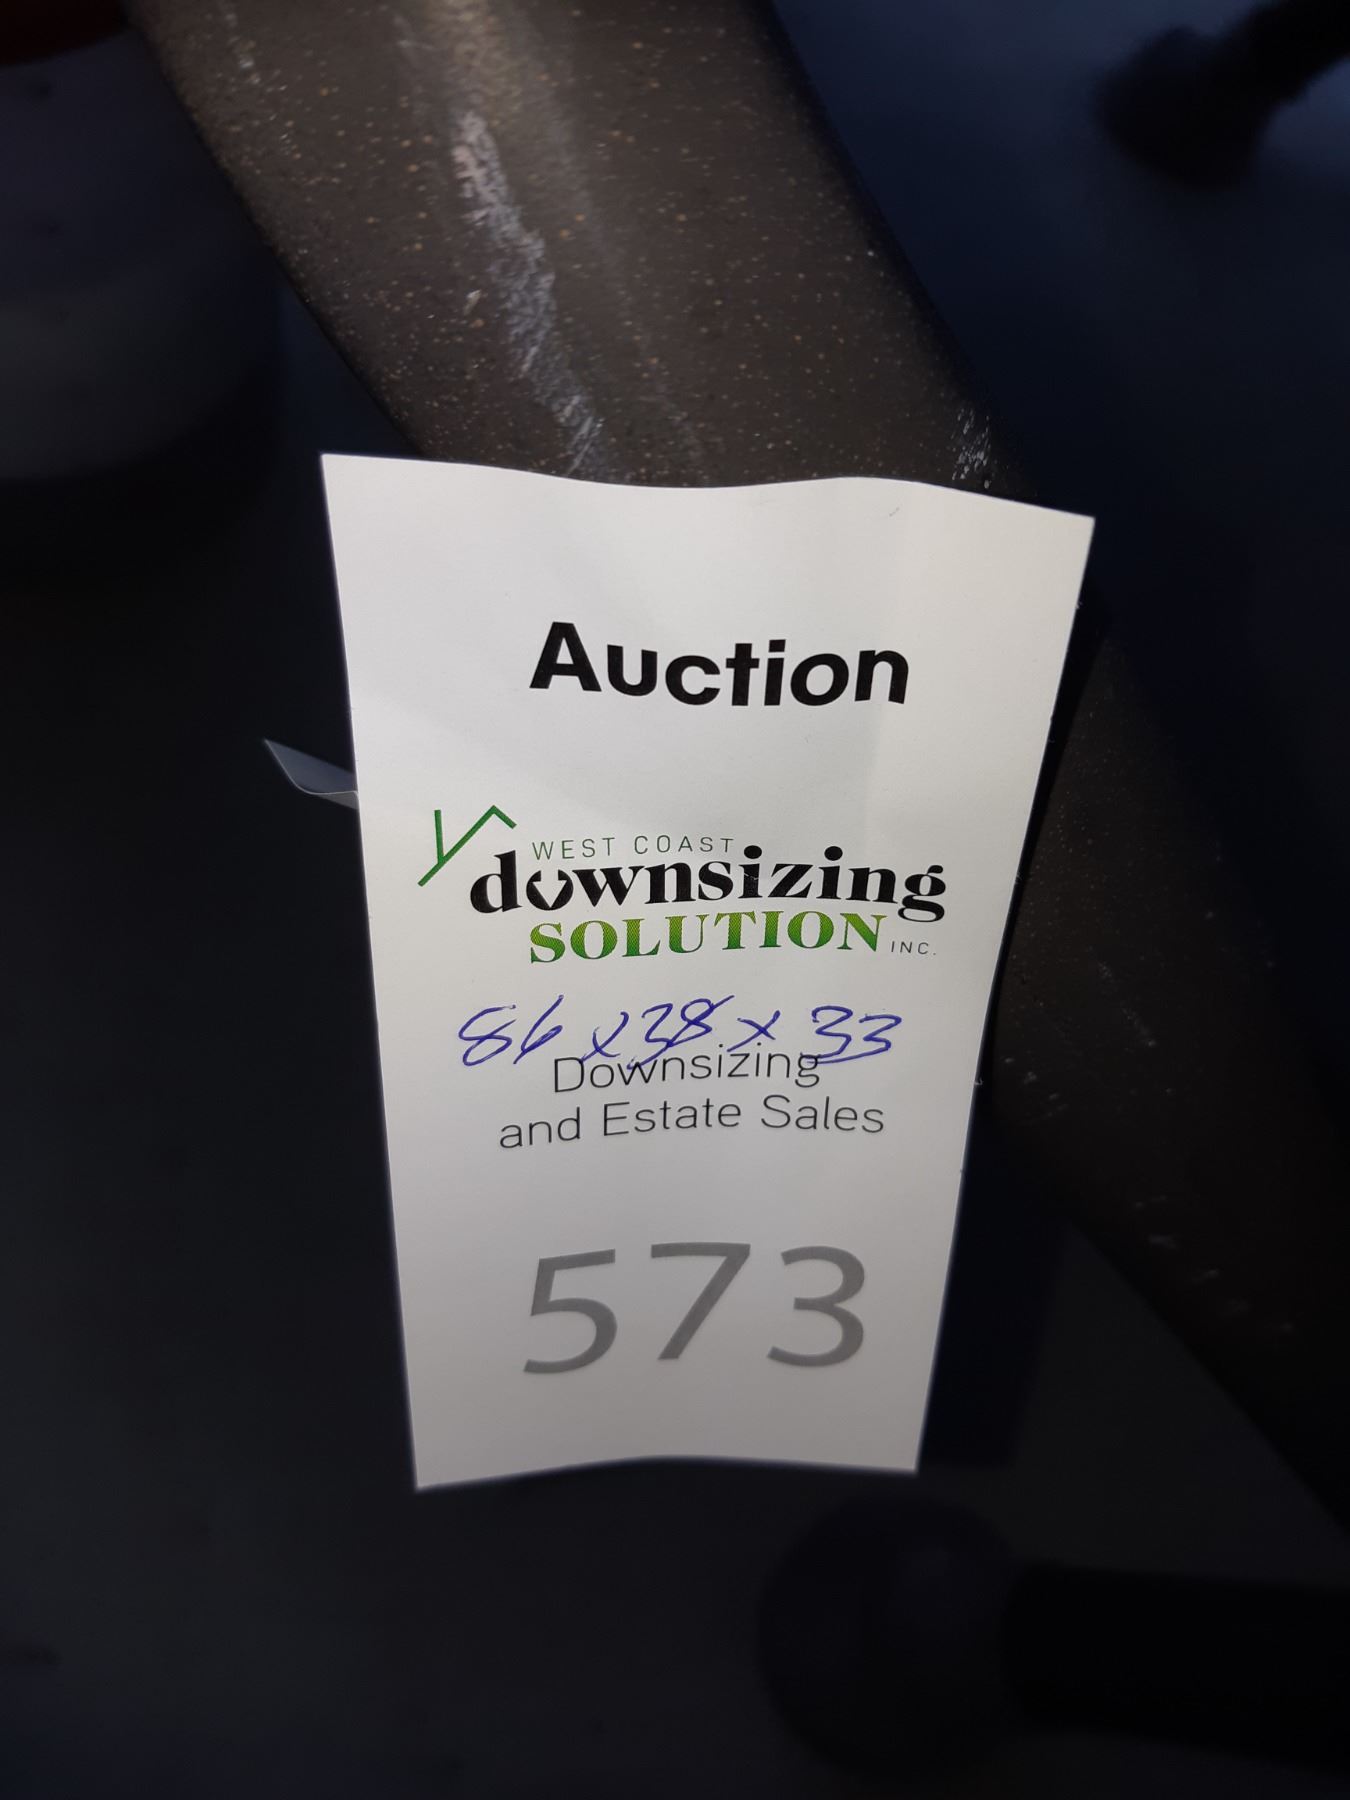 Auction
WEST COAST
downsizing
SOLUTION INC.
86 x 38 x 33
Downsizing
and Estate Sales
573